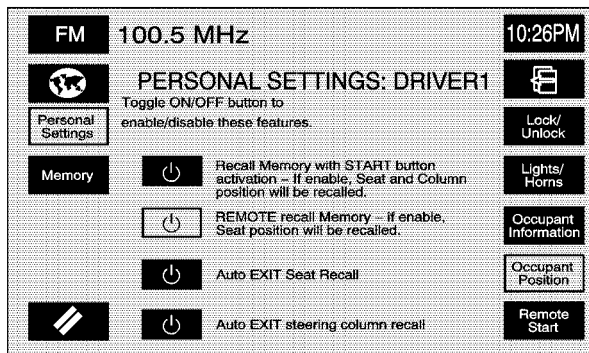 FM
100.5 MHz
10:26PM
PERSONAL SETTINGS: DRIVER1
Toggle ON/OFF button to
enable/disable these features.
Personal
Settings
Lock/
Unlock
Memory
Recall Memory with START button
activation – If enable, Seat and Column
position will be recalled.
Lights/
Horns
REMOTE recall Memory – if enable,
Seat position will be recalled.
Occupant
Information
Auto EXIT Seat Recall
Occupant
Position
Auto EXIT steering column recall
Remote
Start